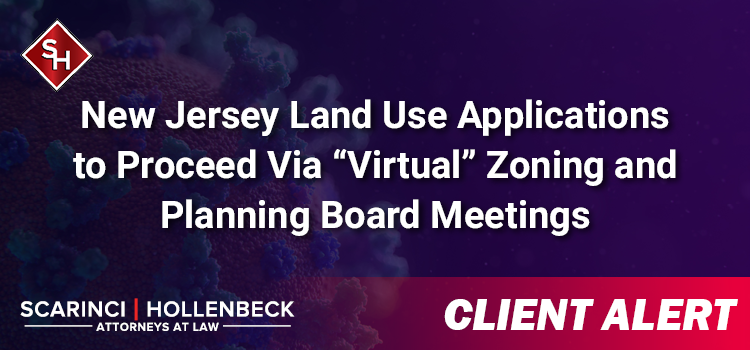 SH
New Jersey Land Use Applications
to Proceed Via “Virtual” Zoning and
Planning Board Meetings
SCARINCI | HOLLENBECK
ATTORNEYS AT LAW
CLIENT ALERT